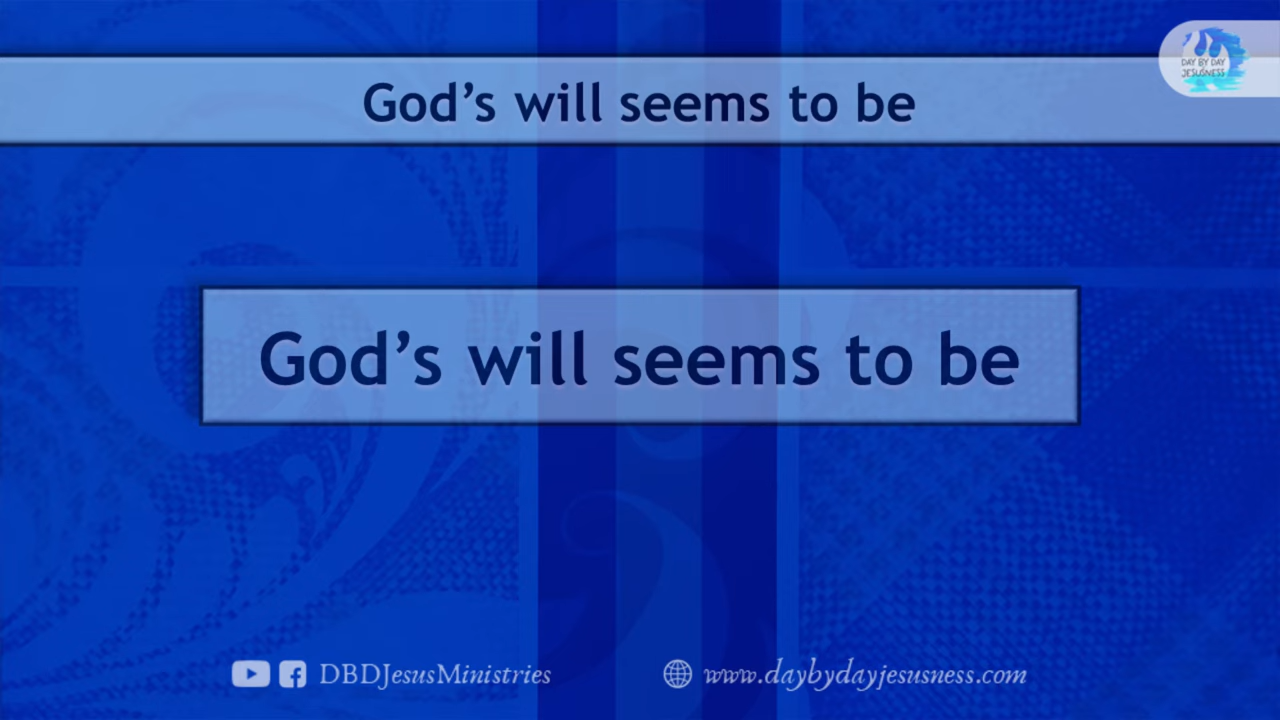 God’s will seems to be
DAY BY DAY
JESUSNESS
God’s will seems to be
DBDJesusMinistries
www.daybydayjesusness.com